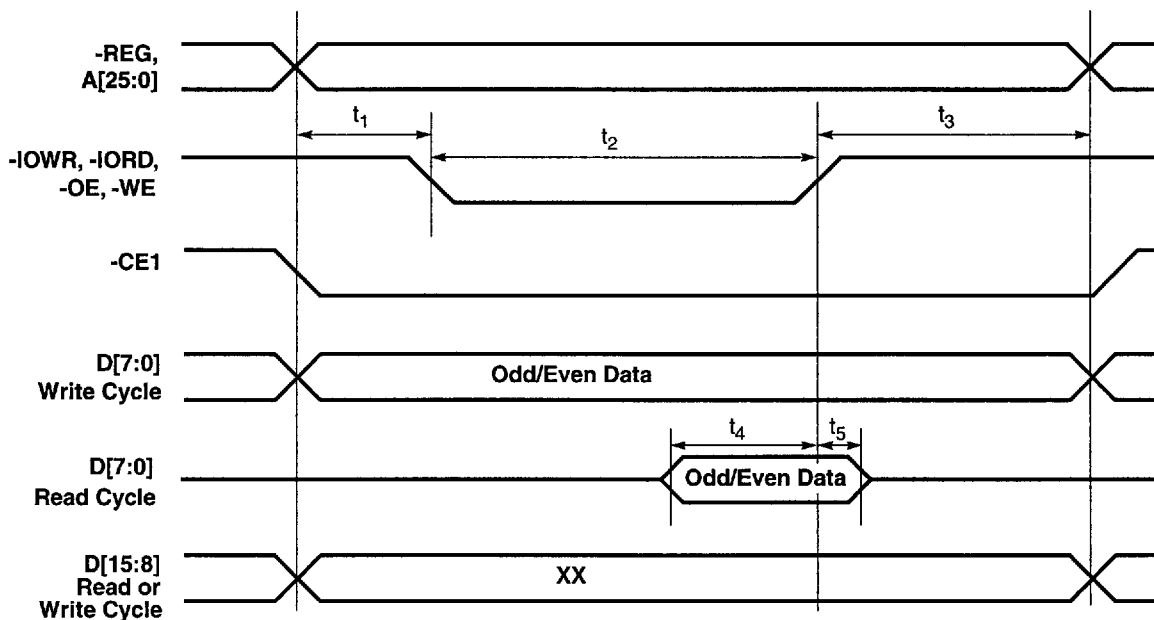 -REG,
A[25:0]
t1
t2
t3
-IOWR, -IORD,
-OE, -WE
-CE1
D[7:0]
Write Cycle
Odd/Even Data
t4
t5
D[7:0]
Read Cycle
Odd/Even Data
D[15:8]
Read or
Write Cycle
XX